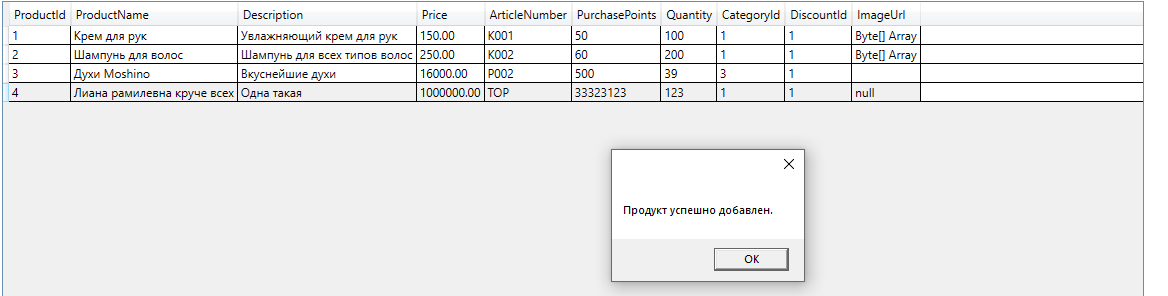 ProductId ProductName Description Price ArticleNumber PurchasePoints Quantity CategoryId DiscountId ImageUrl
1 Крем для рук Увлажняющий крем для рук 150.00 K001 50 100 1 1 Byte[] Array
2 Шампунь для волос Шампунь для всех типов волос 250.00 K002 60 200 1 1 Byte[] Array
3 Духи Moshino Вкуснейшие духи 16000.00 P002 500 39 3 1
4 Лиана рамилевна круче всех Одна такая 1000000.00 TOP 33323123 123 1 1 null
Продукт успешно добавлен.
OK